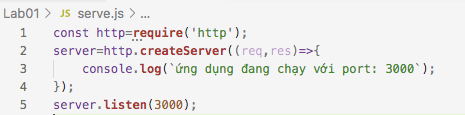 Lab01 > JS serve.js > ...
1 const http=require('http');
2 server=http.createServer((req,res)=>{
3 console.log(`ứng dụng đang chạy với port: 3000`);
4 });
5 server.listen(3000);